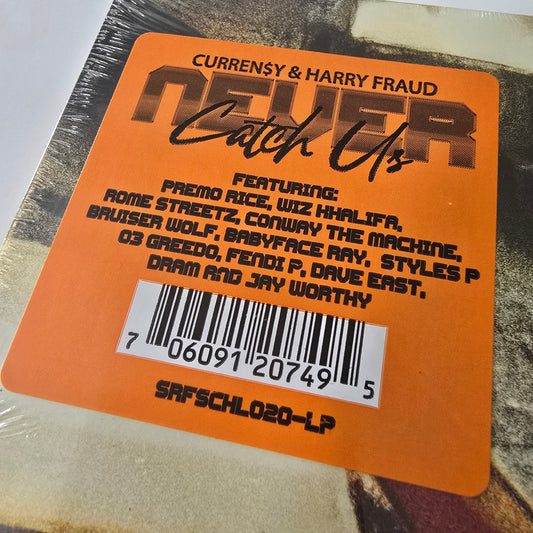 CURREN$Y & HARRY FRAUD
NEVER
Catch Us
FEATURING:
PREMO RICE, WIZ KHALIFA,
ROME STREETZ, CONWAY THE MACHINE,
BRUISER WOLF, BABYFACE RAY, STYLES P
03 GREEDO, FENDI P, DAVE EAST,
DRAM AND JAY WORTHY
7 06091 20749 5
SRFSCHL020-LP